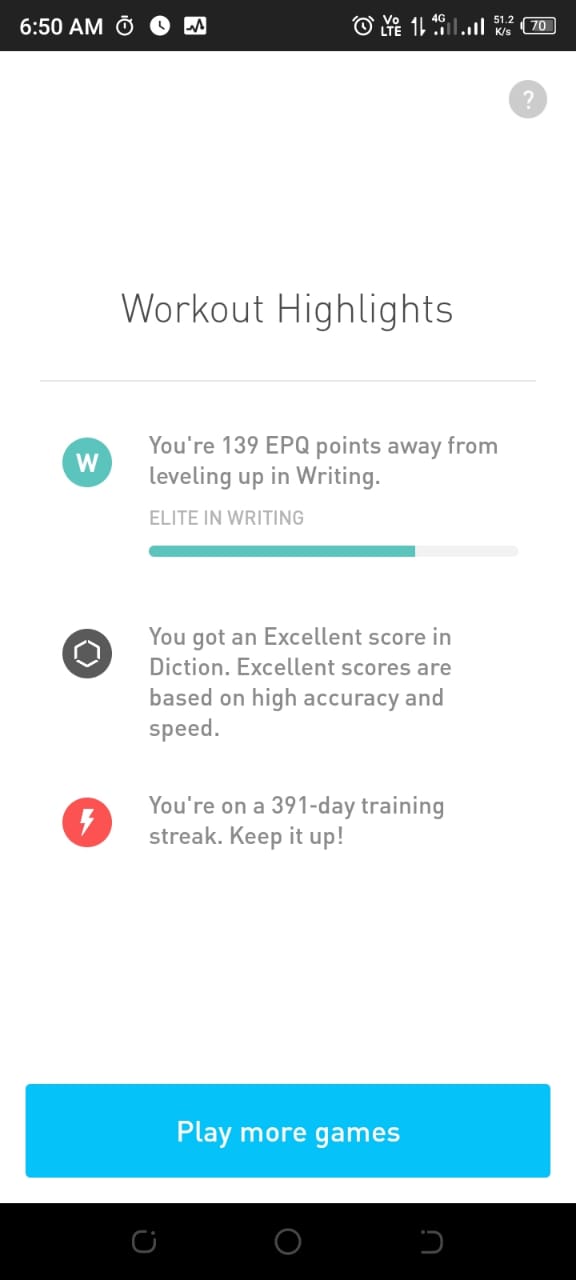 6:50 AM
Vo LTE 4G 51.2 K/s 70
?
Workout Highlights
W
You're 139 EPQ points away from
leveling up in Writing.
ELITE IN WRITING
You got an Excellent score in
Diction. Excellent scores are
based on high accuracy and
speed.
You're on a 391-day training
streak. Keep it up!
Play more games